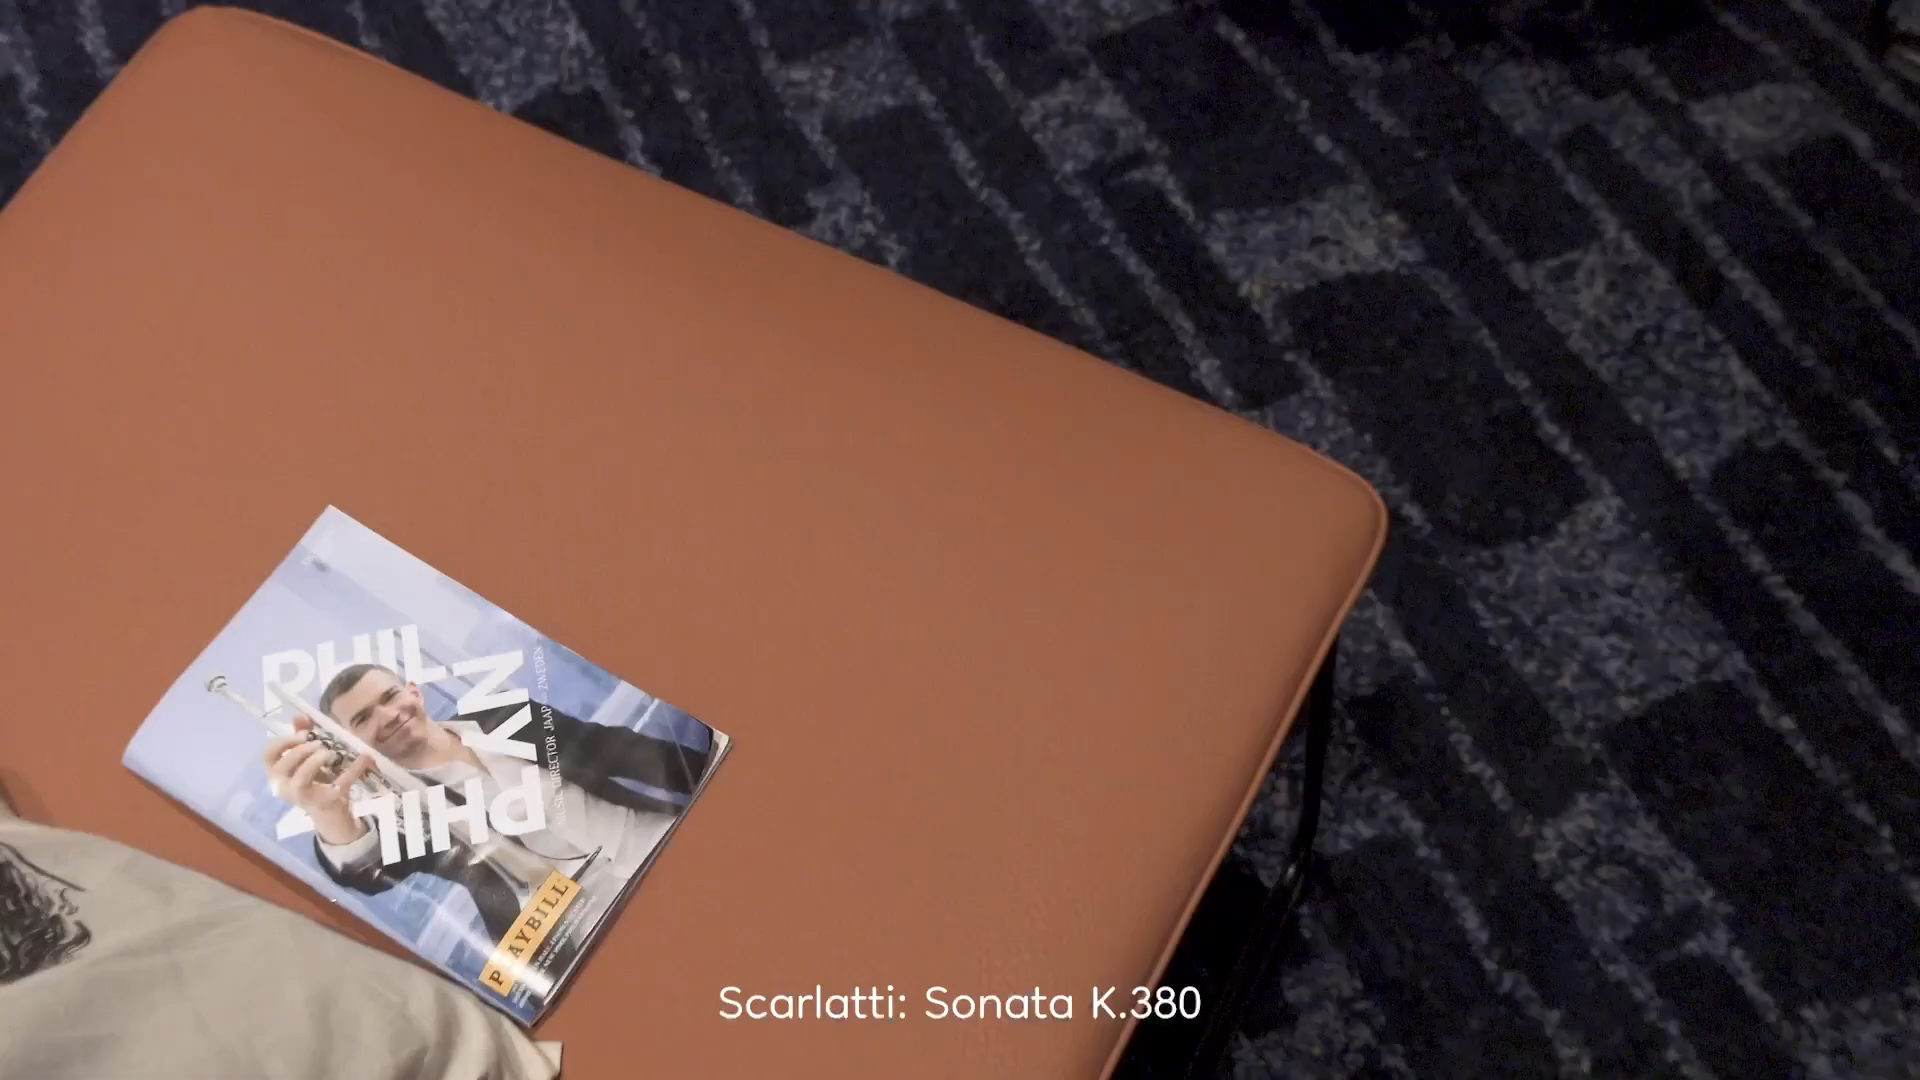 PHIL
NY
PHIL
MUSIC DIRECTOR JAAP van ZWEDEN
PLAYBILL
Scarlatti: Sonata K.380